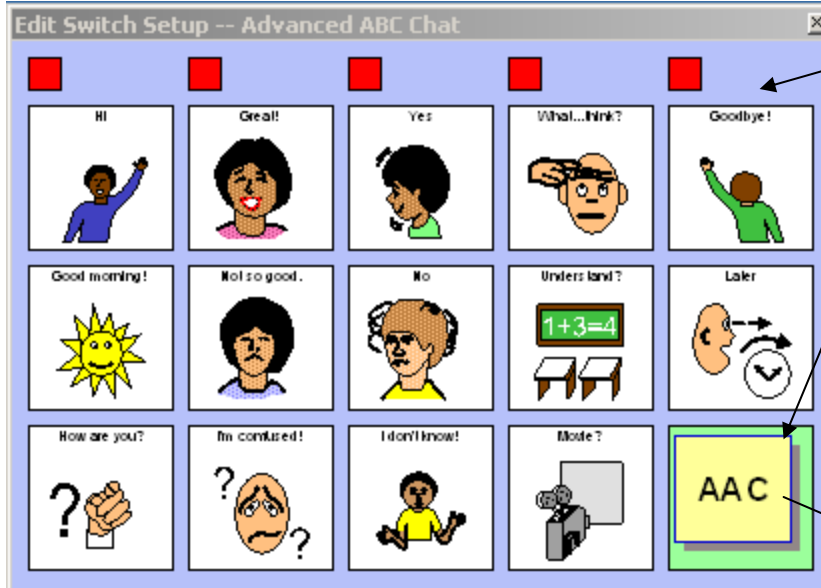 Edit Switch Setup -- Advanced ABC Chat
Hi
Great!
Yes
What...think?
Goodbye!
Good morning!
Not so good.
No
Understand?
Later
1+3=4
How are you?
I'm confused!
I don't know!
Movie?
?
?
?
AAC